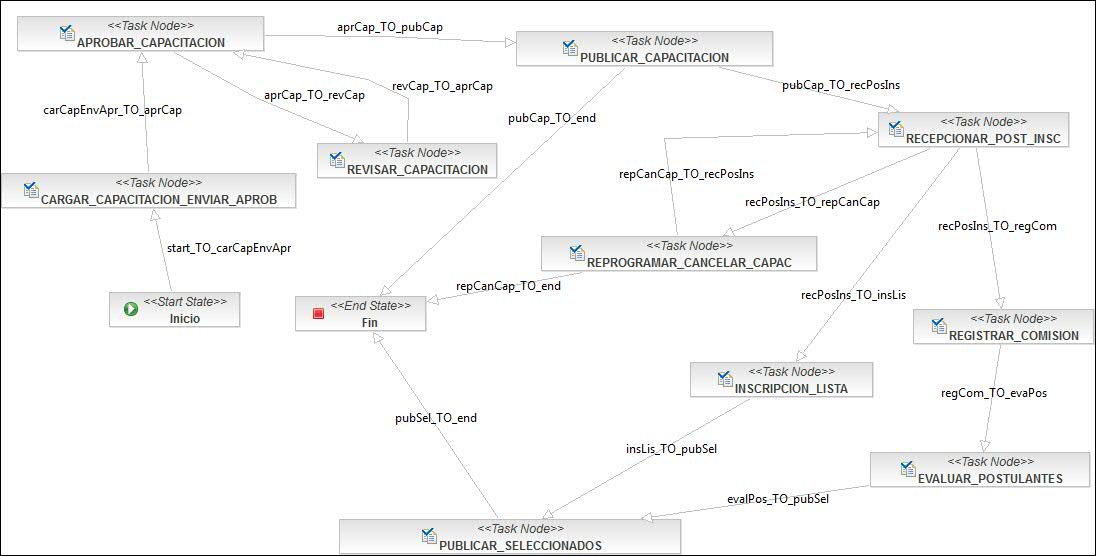 <<Task Node>>
APROBAR_CAPACITACION
aprCap_TO_pubCap
<<Task Node>>
PUBLICAR_CAPACITACION
carCapEnvApr_TO_aprCap
aprCap_TO_revCap
revCap_TO_aprCap
pubCap_TO_end
pubCap_TO_recPosIns
<<Task Node>>
RECEPCIONAR_POST_INSC
<<Task Node>>
REVISAR_CAPACITACION
<<Task Node>>
CARGAR_CAPACITACION_ENVIAR_APROB
repCanCap_TO_recPosIns
recPosIns_TO_repCanCap
recPosIns_TO_regCom
start_TO_carCapEnvApr
<<Task Node>>
REPROGRAMAR_CANCELAR_CAPAC
repCanCap_TO_end
recPosIns_TO_insLis
<<Start State>>
Inicio
<<End State>>
Fin
<<Task Node>>
REGISTRAR_COMISION
<<Task Node>>
INSCRIPCION_LISTA
regCom_TO_evaPos
pubSel_TO_end
insLis_TO_pubSel
<<Task Node>>
EVALUAR_POSTULANTES
evalPos_TO_pubSel
<<Task Node>>
PUBLICAR_SELECCIONADOS